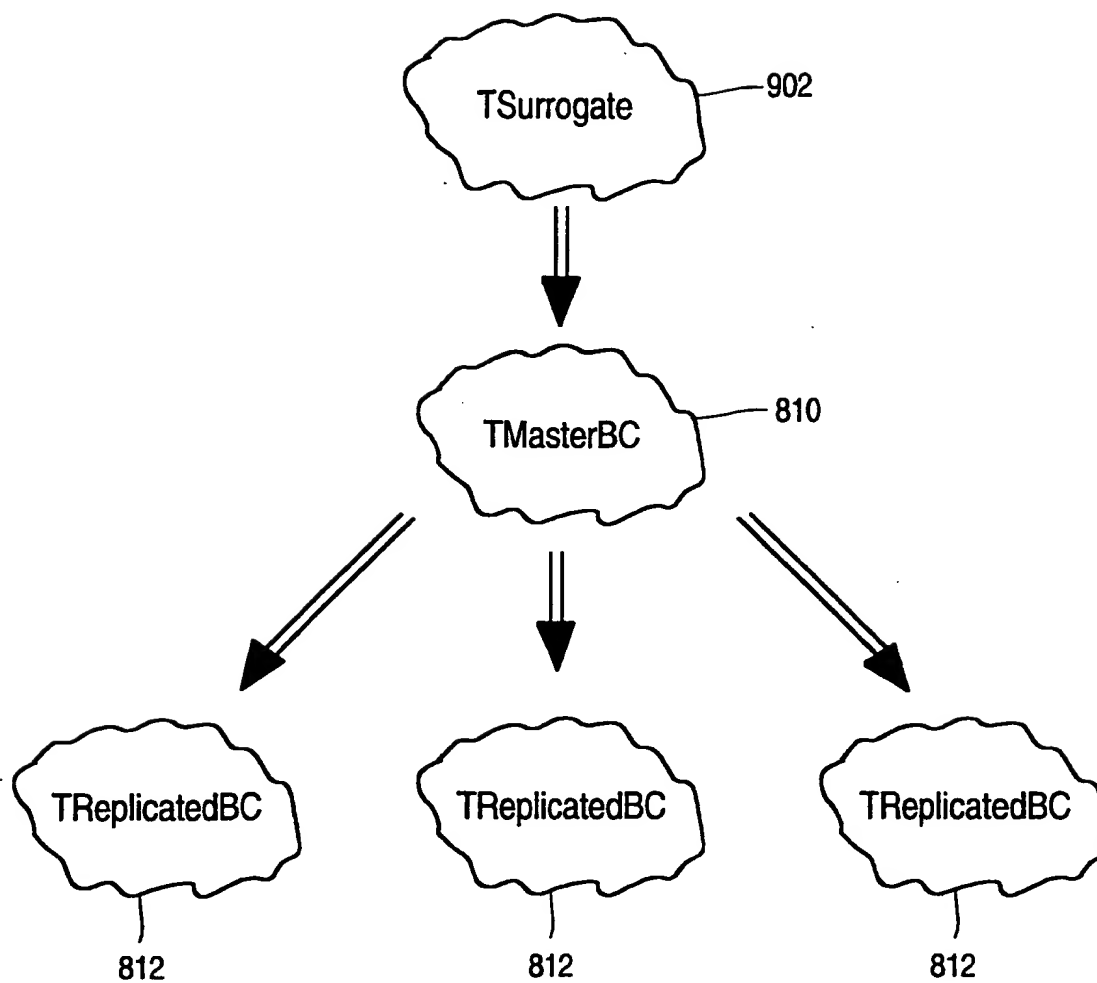 TSurrogate
902
TMasterBC
810
TReplicatedBC
TReplicatedBC
TReplicatedBC
812
812
812